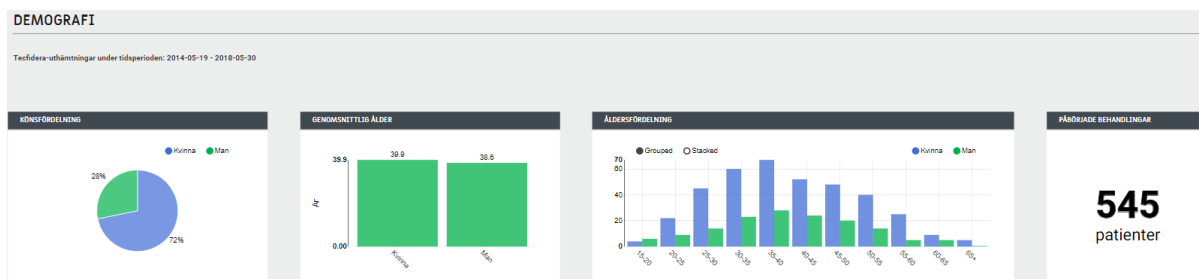 DEMOGRAFI
Tecfidera-uthämtningar under tidsperioden: 2014-05-19 - 2018-05-30
KÖNSFÖRDELNING
Kvinna Man
28%
72%
GENOMSNITTLIG ÅLDER
39.9
39.9 38.6
År
0.00
Kvinna Man
ÅLDERSFÖRDELNING
Grouped Stacked Kvinna Man
70
60
40
20
0
15-20 20-25 25-30 30-35 35-40 40-45 45-50 50-55 55-60 60-65 65+
PÅBÖRJADE BEHANDLINGAR
545
patienter